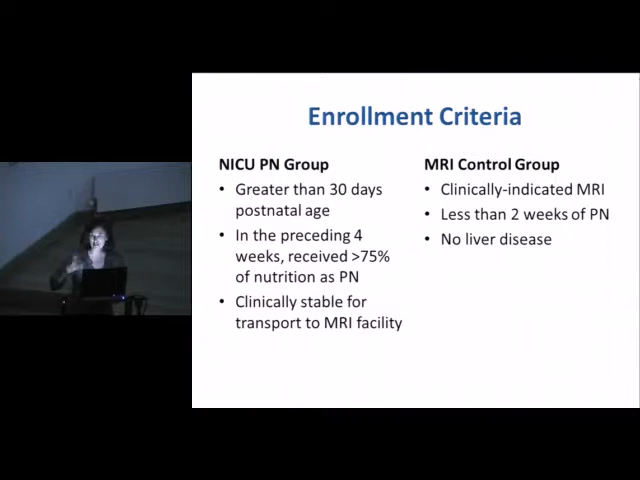 Enrollment Criteria
NICU PN Group
• Greater than 30 days
postnatal age
• In the preceding 4
weeks, received >75%
of nutrition as PN
• Clinically stable for
transport to MRI facility
MRI Control Group
• Clinically-indicated MRI
• Less than 2 weeks of PN
• No liver disease